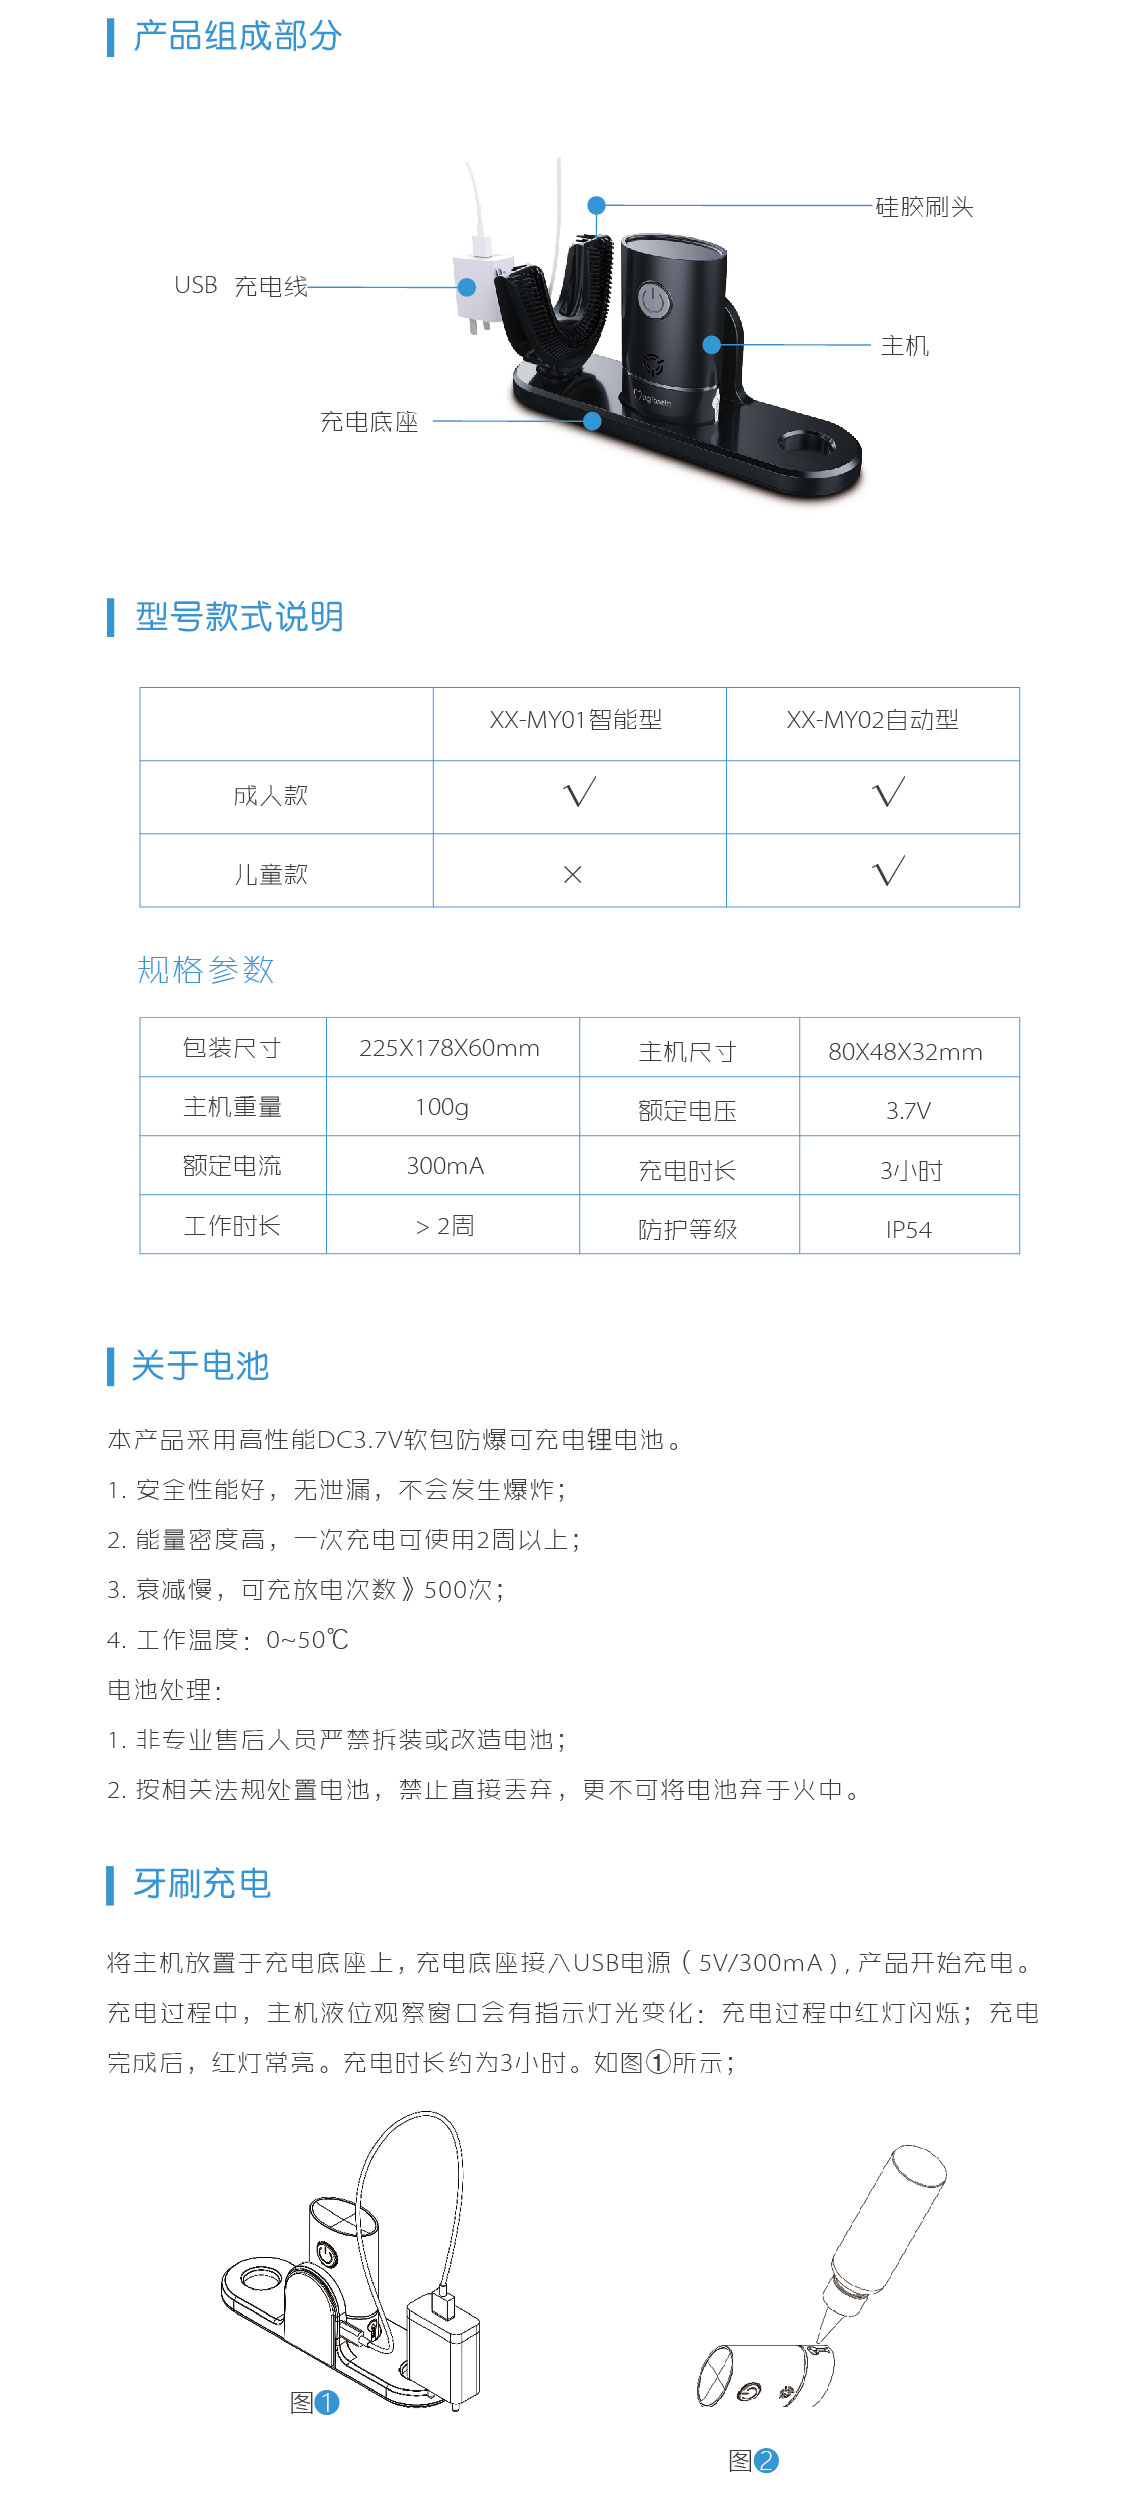 产品组成部分
硅胶刷头
USB 充电线
主机
充电底座
型号款式说明
XX-MY01智能型 XX-MY02自动型
成人款 √ √
儿童款 × √
规格参数
包装尺寸 225X178X60mm 主机尺寸 80X48X32mm
主机重量 100g 额定电压 3.7V
额定电流 300mA 充电时长 3小时
工作时长 > 2周 防护等级 IP54
关于电池
本产品采用高性能DC3.7V软包防爆可充电锂电池。
1. 安全性能好，无泄漏，不会发生爆炸；
2. 能量密度高，一次充电可使用2周以上；
3. 衰减慢，可充放电次数》500次；
4. 工作温度：0~50℃
电池处理：
1. 非专业售后人员严禁拆装或改造电池；
2. 按相关法规处置电池，禁止直接丢弃，更不可将电池弃于火中。
牙刷充电
将主机放置于充电底座上，充电底座接入USB电源（5V/300mA）,产品开始充电。
充电过程中，主机液位观察窗口会有指示灯光变化：充电过程中红灯闪烁；充电
完成后，红灯常亮。充电时长约为3小时。如图①所示；
图1
图2